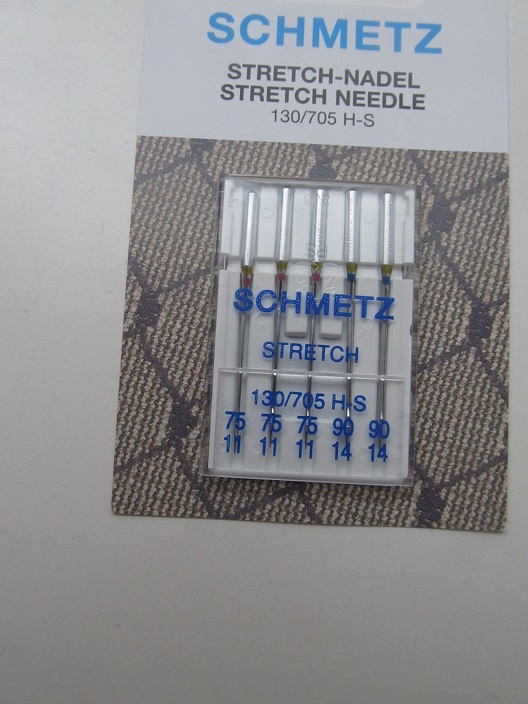 SCHMETZ
STRETCH-NADEL
STRETCH NEEDLE
130/705 H-S
SCHMETZ
STRETCH
130/705 H-S
75 75 75 90 90
11 11 11 14 14